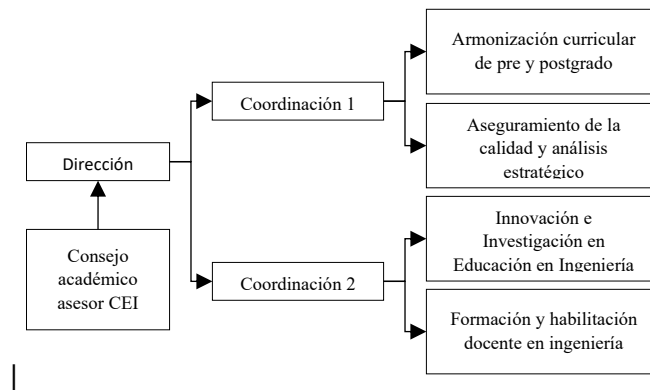 Armonización curricular
de pre y postgrado
Coordinación 1
Aseguramiento de la
calidad y análisis
estratégico
Dirección
Consejo
académico
asesor CEI
Innovación e
Investigación en
Educación en Ingeniería
Coordinación 2
Formación y habilitación
docente en ingeniería